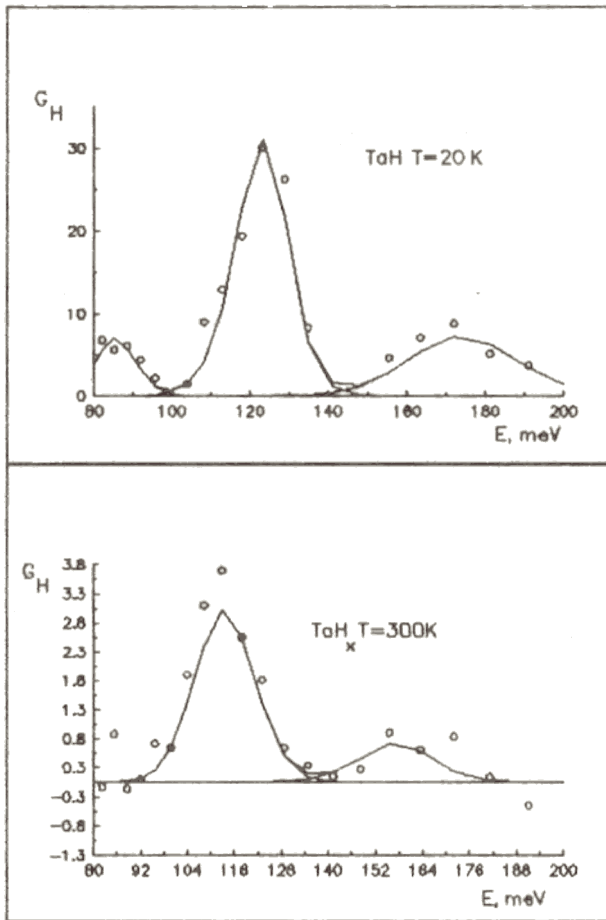 G_H
30
20
10
0
TaH T=20 K
80 100 120 140 160 180 200
E, meV
G_H
3.8
3.3
2.8
2.3
1.8
1.3
0.8
0.3
-0.3
-0.8
-1.3
TaH_x T=300K
80 92 104 116 128 140 152 164 176 188 200
E, meV